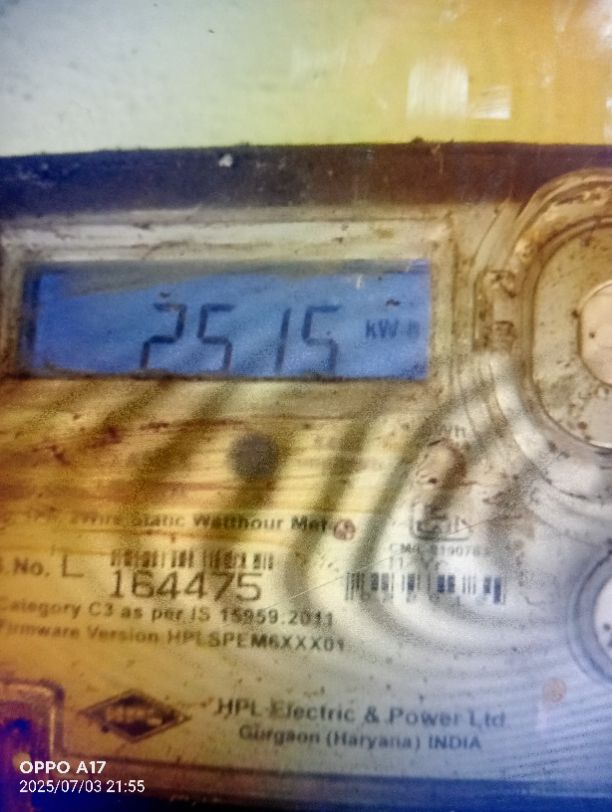 2515 kWh
Static Watthour Met
S.No. L 164475
Category C3 as per IS 15959:2011
Firmware Version HPLSPEM6XXX01
HPL
HPL Electric & Power Ltd
Gurgaon (Haryana) INDIA
OPPO A17
2025/07/03 21:55